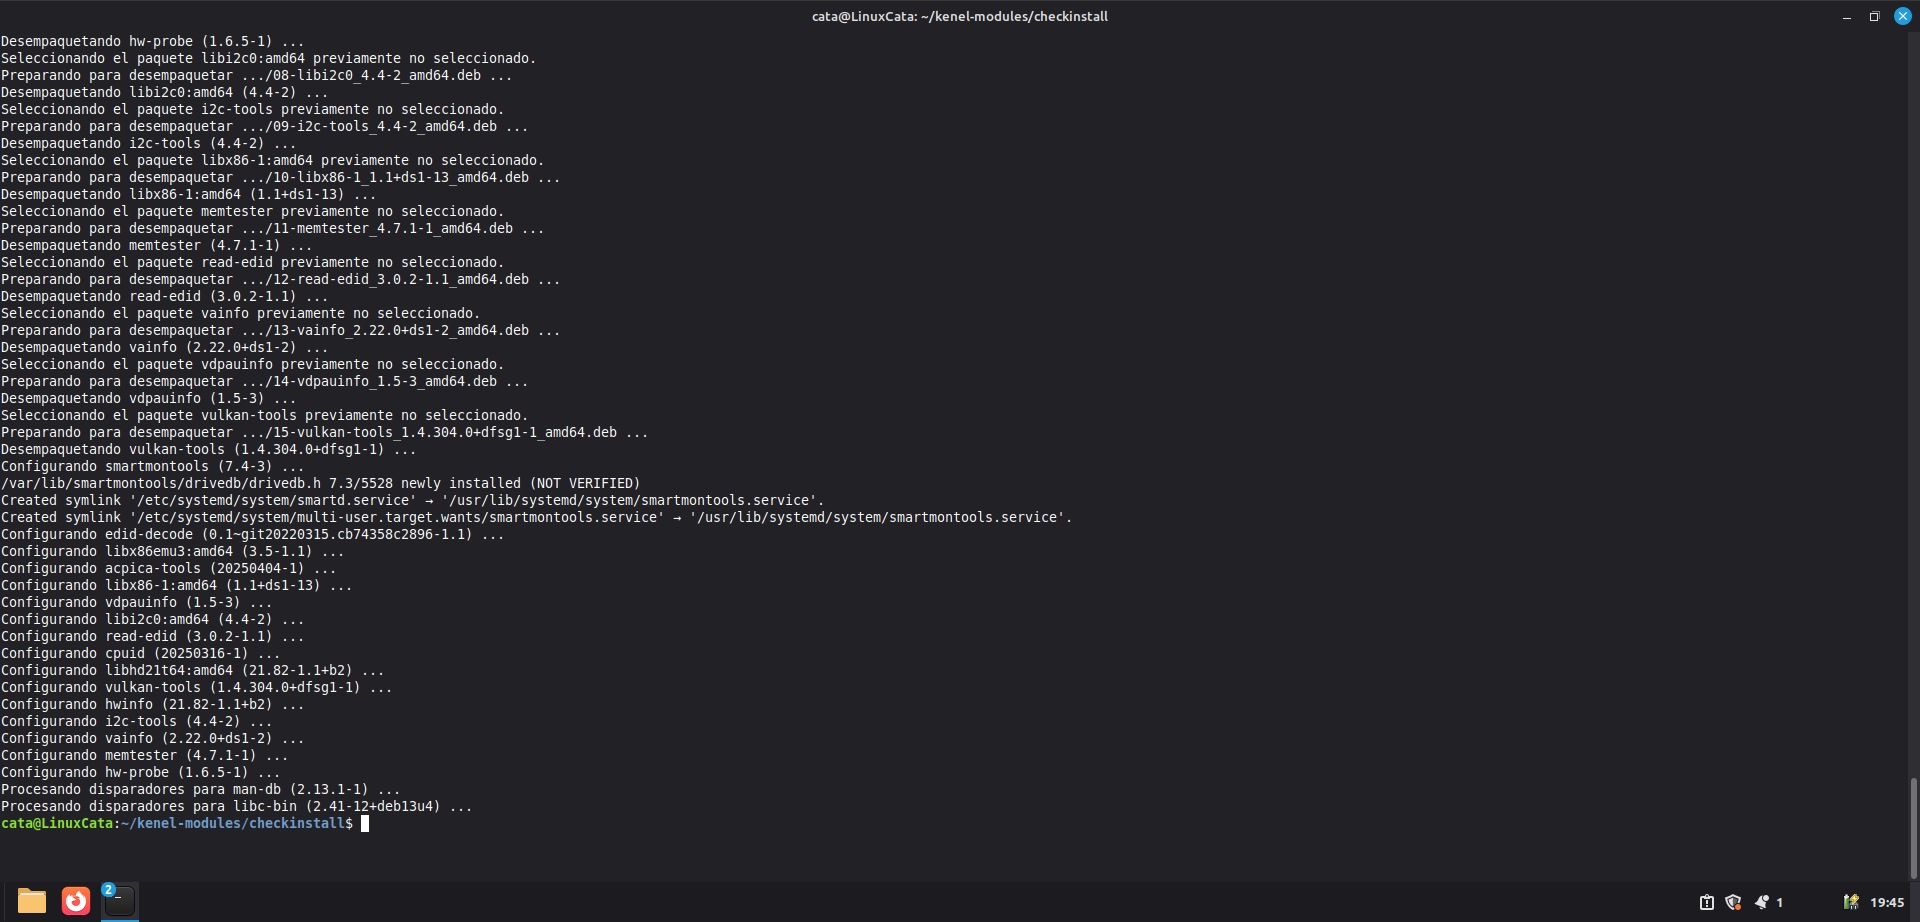 cata@LinuxCata: ~/kenel-modules/checkinstall
Desempaquetando hw-probe (1.6.5-1) ...
Seleccionando el paquete libi2c0:amd64 previamente no seleccionado.
Preparando para desempaquetar .../08-libi2c0_4.4-2_amd64.deb ...
Desempaquetando libi2c0:amd64 (4.4-2) ...
Seleccionando el paquete i2c-tools previamente no seleccionado.
Preparando para desempaquetar .../09-i2c-tools_4.4-2_amd64.deb ...
Desempaquetando i2c-tools (4.4-2) ...
Seleccionando el paquete libx86-1:amd64 previamente no seleccionado.
Preparando para desempaquetar .../10-libx86-1_1.1+ds1-13_amd64.deb ...
Desempaquetando libx86-1:amd64 (1.1+ds1-13) ...
Seleccionando el paquete memtester previamente no seleccionado.
Preparando para desempaquetar .../11-memtester_4.7.1-1_amd64.deb ...
Desempaquetando memtester (4.7.1-1) ...
Seleccionando el paquete read-edid previamente no seleccionado.
Preparando para desempaquetar .../12-read-edid_3.0.2-1.1_amd64.deb ...
Desempaquetando read-edid (3.0.2-1.1) ...
Seleccionando el paquete vainfo previamente no seleccionado.
Preparando para desempaquetar .../13-vainfo_2.22.0+ds1-2_amd64.deb ...
Desempaquetando vainfo (2.22.0+ds1-2) ...
Seleccionando el paquete vdpauinfo previamente no seleccionado.
Preparando para desempaquetar .../14-vdpauinfo_1.5-3_amd64.deb ...
Desempaquetando vdpauinfo (1.5-3) ...
Seleccionando el paquete vulkan-tools previamente no seleccionado.
Preparando para desempaquetar .../15-vulkan-tools_1.4.304.0+dfsg1-1_amd64.deb ...
Desempaquetando vulkan-tools (1.4.304.0+dfsg1-1) ...
Configurando smartmontools (7.4-3) ...
/var/lib/smartmontools/drivedb/drivedb.h 7.3/5528 newly installed (NOT VERIFIED)
Created symlink '/etc/systemd/system/smartd.service' → '/usr/lib/systemd/system/smartmontools.service'.
Created symlink '/etc/systemd/system/multi-user.target.wants/smartmontools.service' → '/usr/lib/systemd/system/smartmontools.service'.
Configurando edid-decode (0.1~git20220315.cb74358c2896-1.1) ...
Configurando libx86emu3:amd64 (3.5-1.1) ...
Configurando acpica-tools (20250404-1) ...
Configurando libx86-1:amd64 (1.1+ds1-13) ...
Configurando vdpauinfo (1.5-3) ...
Configurando libi2c0:amd64 (4.4-2) ...
Configurando read-edid (3.0.2-1.1) ...
Configurando cpuid (20250316-1) ...
Configurando libhd21t64:amd64 (21.82-1.1+b2) ...
Configurando vulkan-tools (1.4.304.0+dfsg1-1) ...
Configurando hwinfo (21.82-1.1+b2) ...
Configurando i2c-tools (4.4-2) ...
Configurando vainfo (2.22.0+ds1-2) ...
Configurando memtester (4.7.1-1) ...
Configurando hw-probe (1.6.5-1) ...
Procesando disparadores para man-db (2.13.1-1) ...
Procesando disparadores para libc-bin (2.41-12+deb13u4) ...
cata@LinuxCata:~/kenel-modules/checkinstall$
2
1
19:45